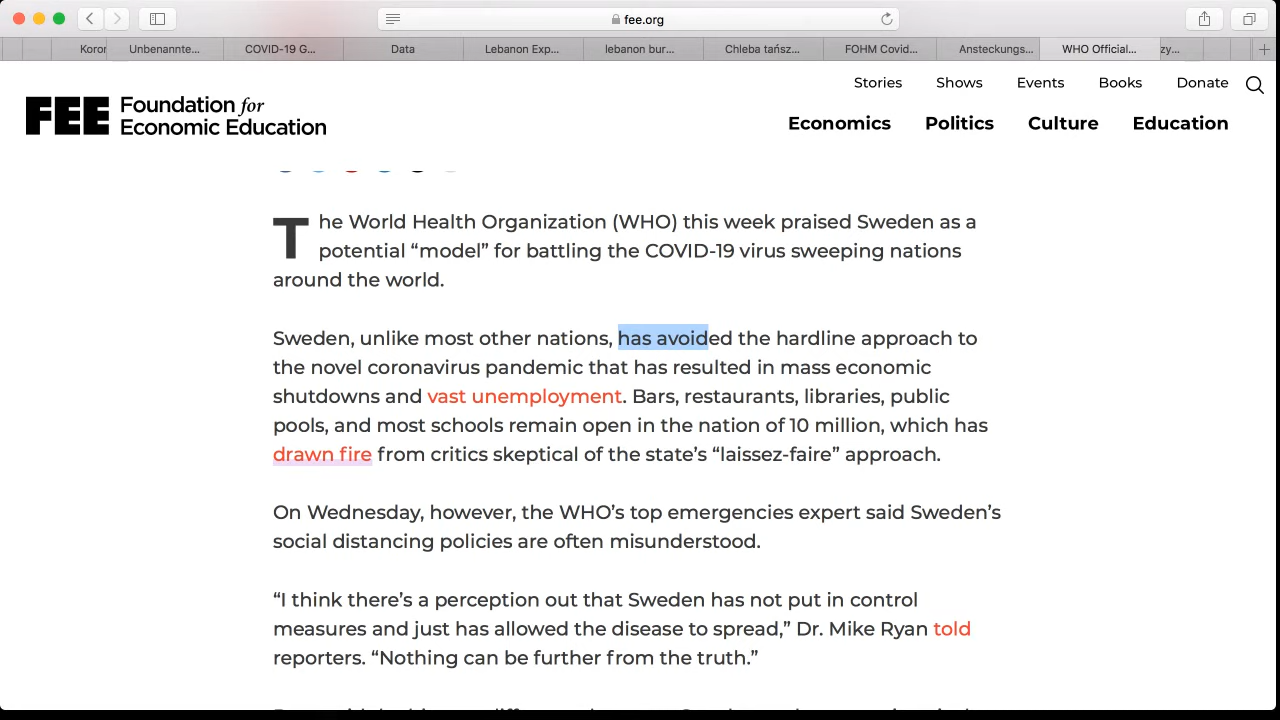 fee.org
Koror
Unbenannte...
COVID-19 G...
Data
Lebanon Exp...
lebanon bur...
Chleba tańsz...
FOHM Covid...
Ansteckungs...
WHO Official...
zy...
Stories
Shows
Events
Books
Donate
FEE Foundation for
Economic Education
Economics
Politics
Culture
Education
The World Health Organization (WHO) this week praised Sweden as a
potential “model” for battling the COVID-19 virus sweeping nations
around the world.
Sweden, unlike most other nations, has avoided the hardline approach to
the novel coronavirus pandemic that has resulted in mass economic
shutdowns and vast unemployment. Bars, restaurants, libraries, public
pools, and most schools remain open in the nation of 10 million, which has
drawn fire from critics skeptical of the state’s “laissez-faire” approach.
On Wednesday, however, the WHO’s top emergencies expert said Sweden’s
social distancing policies are often misunderstood.
“I think there’s a perception out that Sweden has not put in control
measures and just has allowed the disease to spread,” Dr. Mike Ryan told
reporters. “Nothing can be further from the truth.”